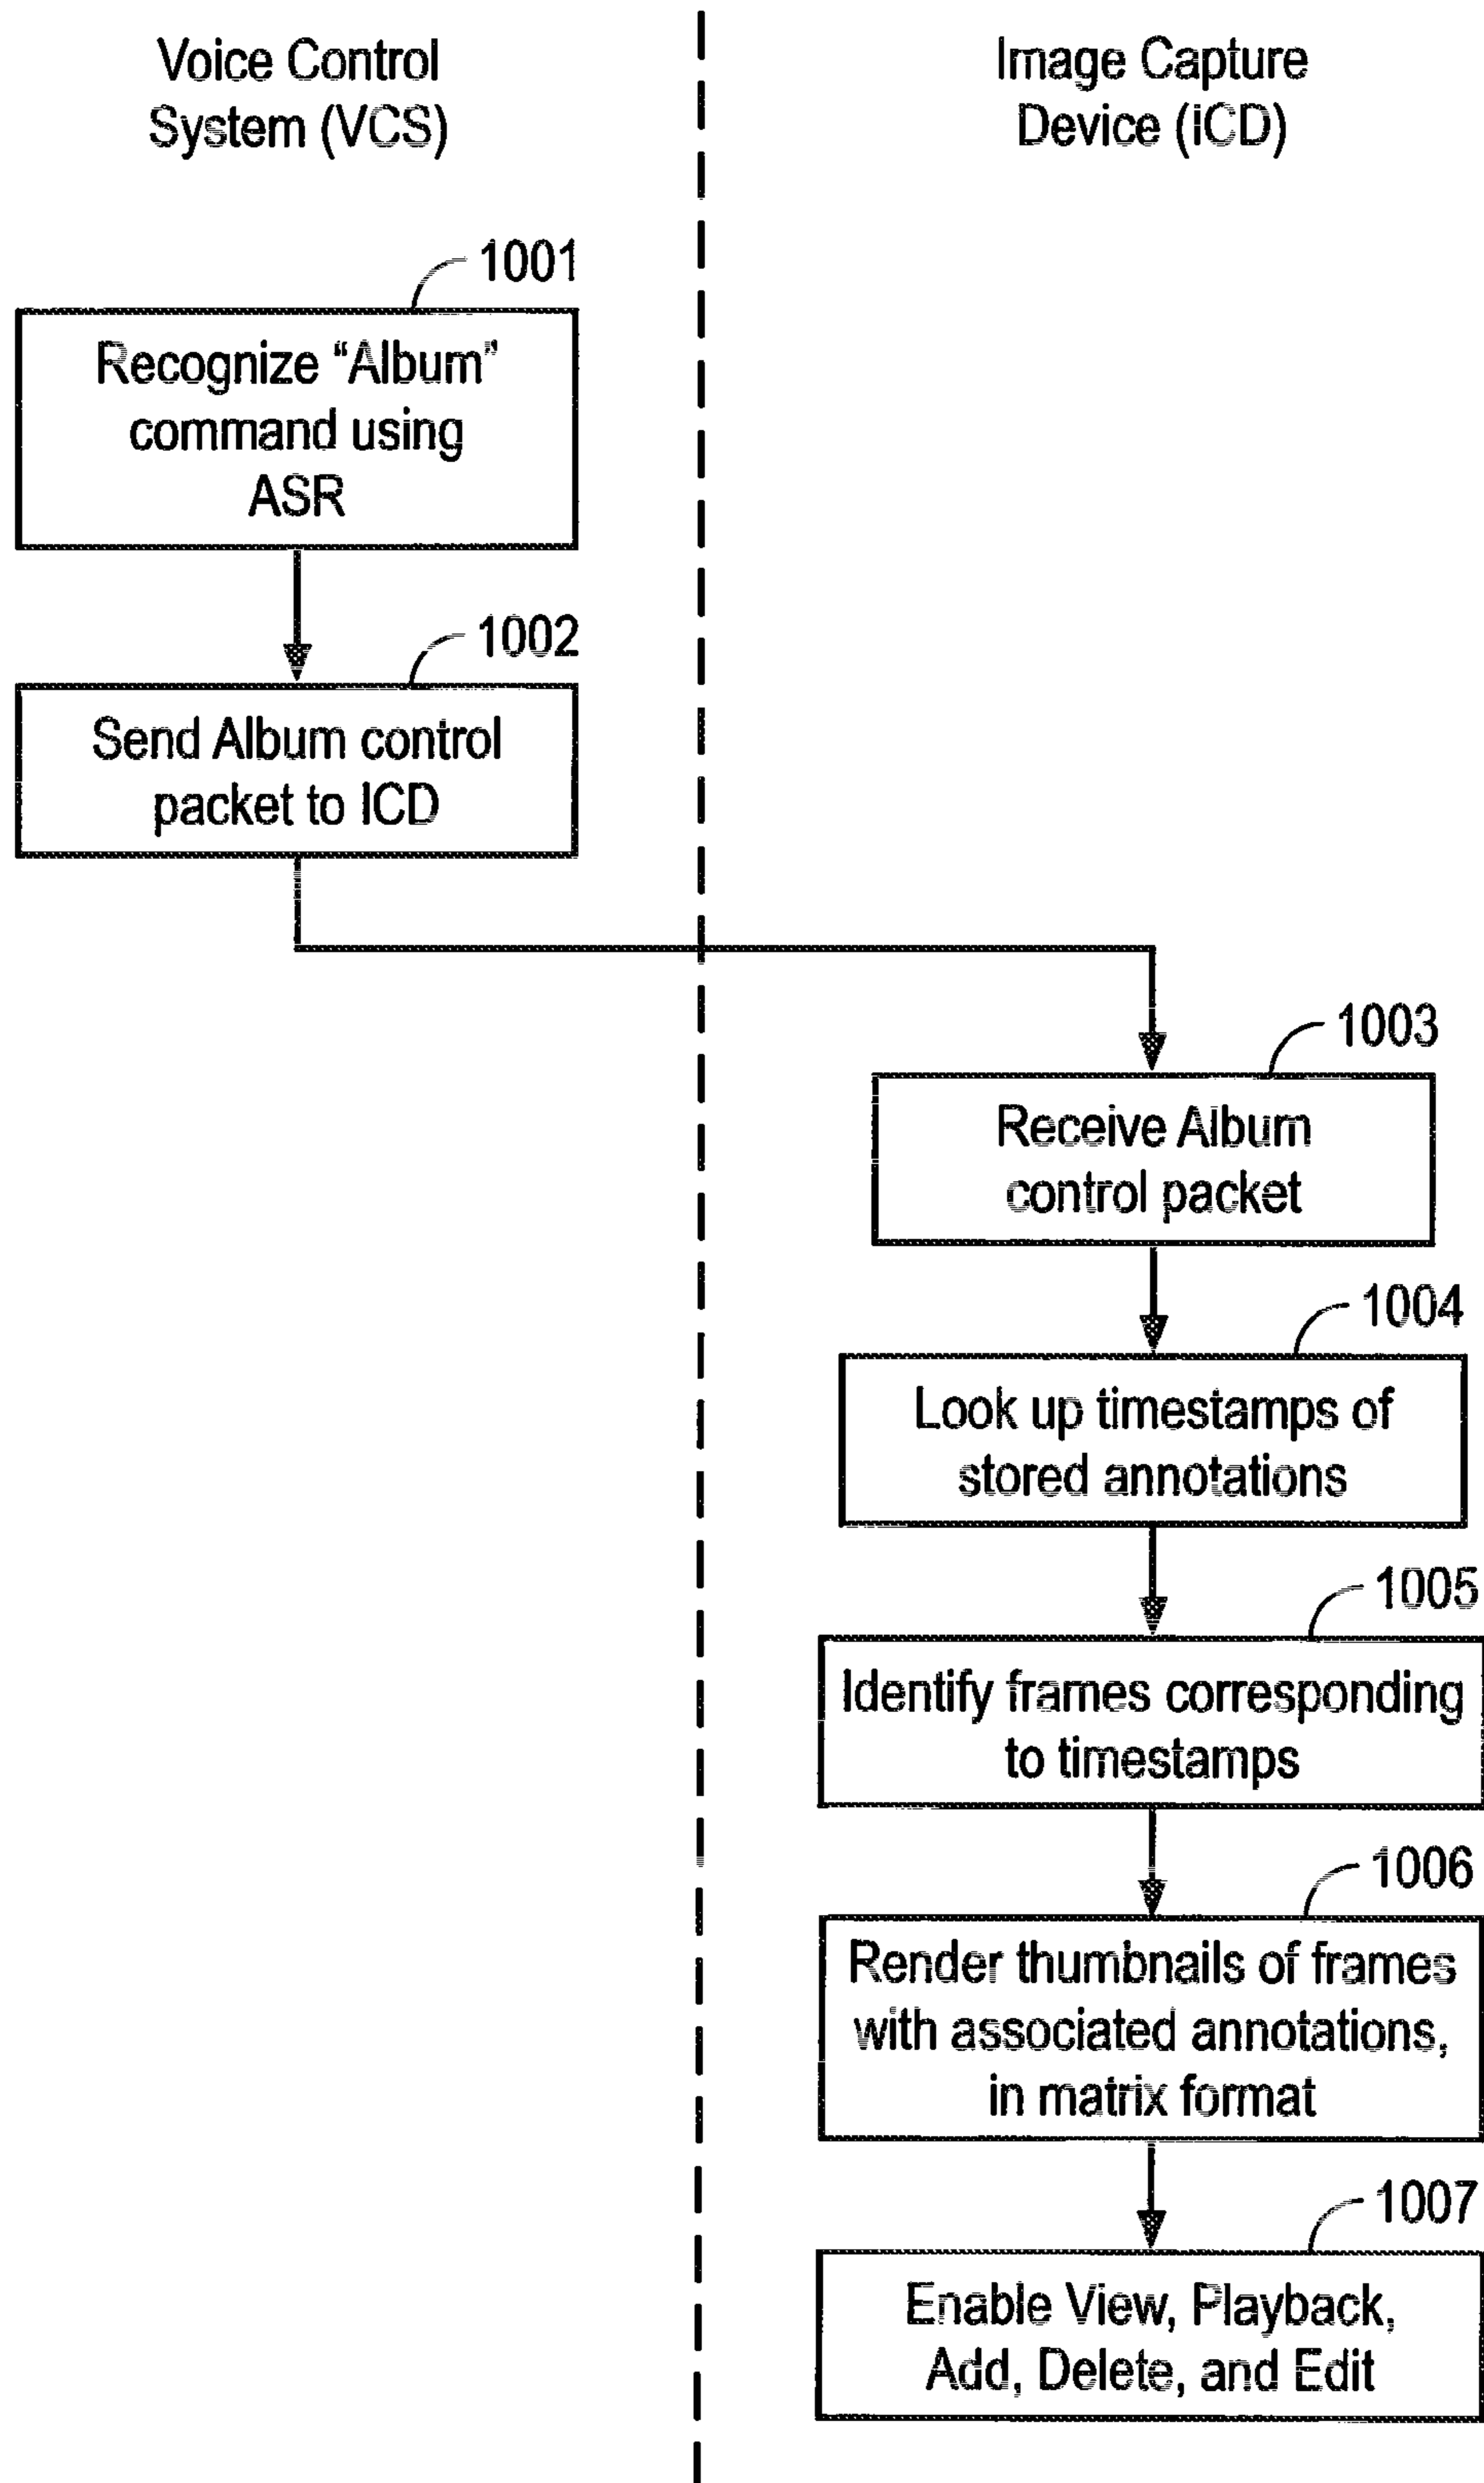 Voice Control
System (VCS)
Image Capture
Device (ICD)
1001
Recognize “Album”
command using
ASR
1002
Send Album control
packet to ICD
1003
Receive Album
control packet
1004
Look up timestamps of
stored annotations
1005
Identify frames corresponding
to timestamps
1006
Render thumbnails of frames
with associated annotations,
in matrix format
1007
Enable View, Playback,
Add, Delete, and Edit